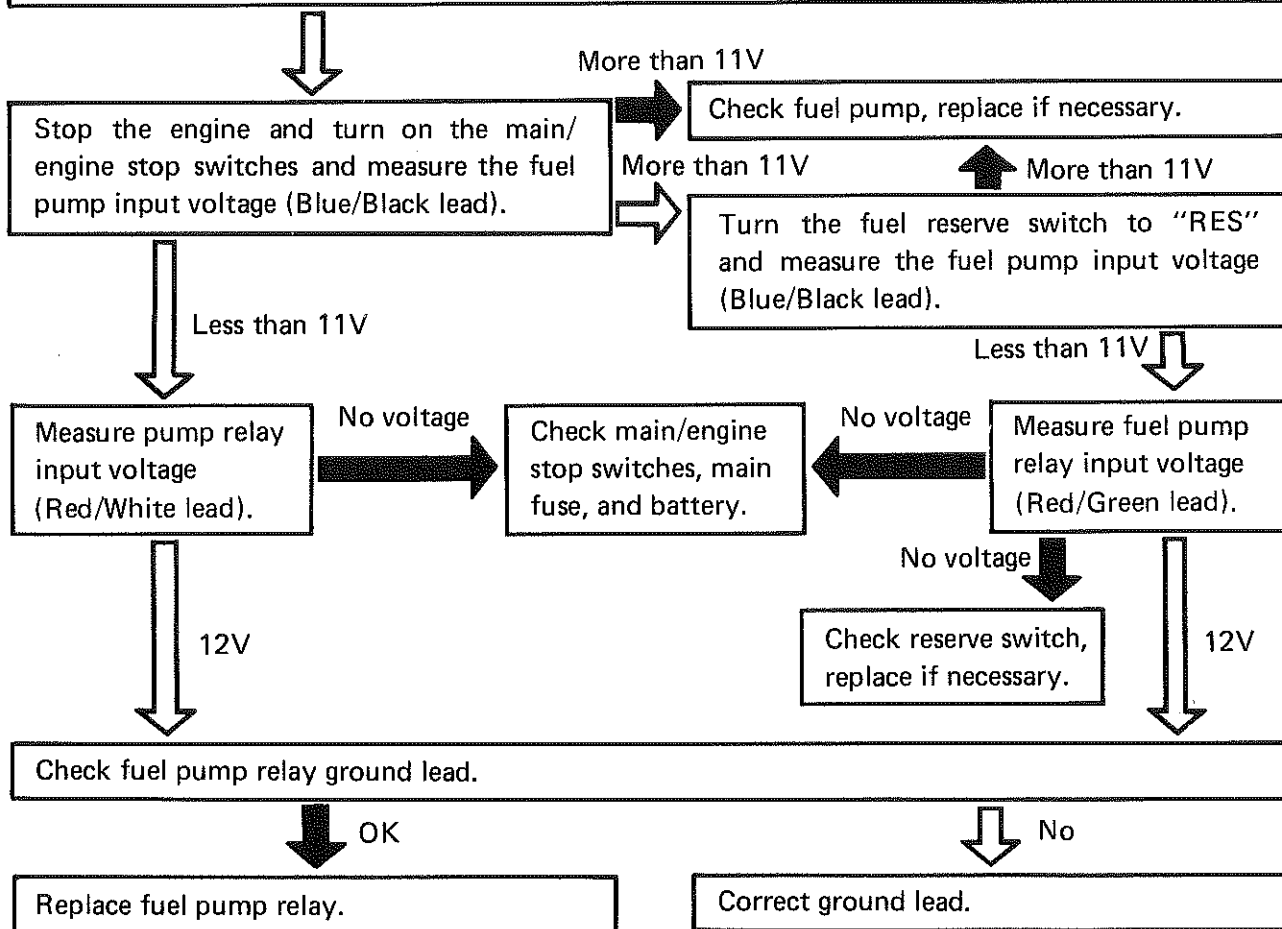 More than 11V
Check fuel pump, replace if necessary.
Stop the engine and turn on the main/
engine stop switches and measure the fuel
pump input voltage (Blue/Black lead).
More than 11V
More than 11V
Turn the fuel reserve switch to "RES"
and measure the fuel pump input voltage
(Blue/Black lead).
Less than 11V
Less than 11V
Measure pump relay
input voltage
(Red/White lead).
No voltage
Check main/engine
stop switches, main
fuse, and battery.
No voltage
Measure fuel pump
relay input voltage
(Red/Green lead).
No voltage
Check reserve switch,
replace if necessary.
12V
12V
Check fuel pump relay ground lead.
OK
No
Replace fuel pump relay.
Correct ground lead.